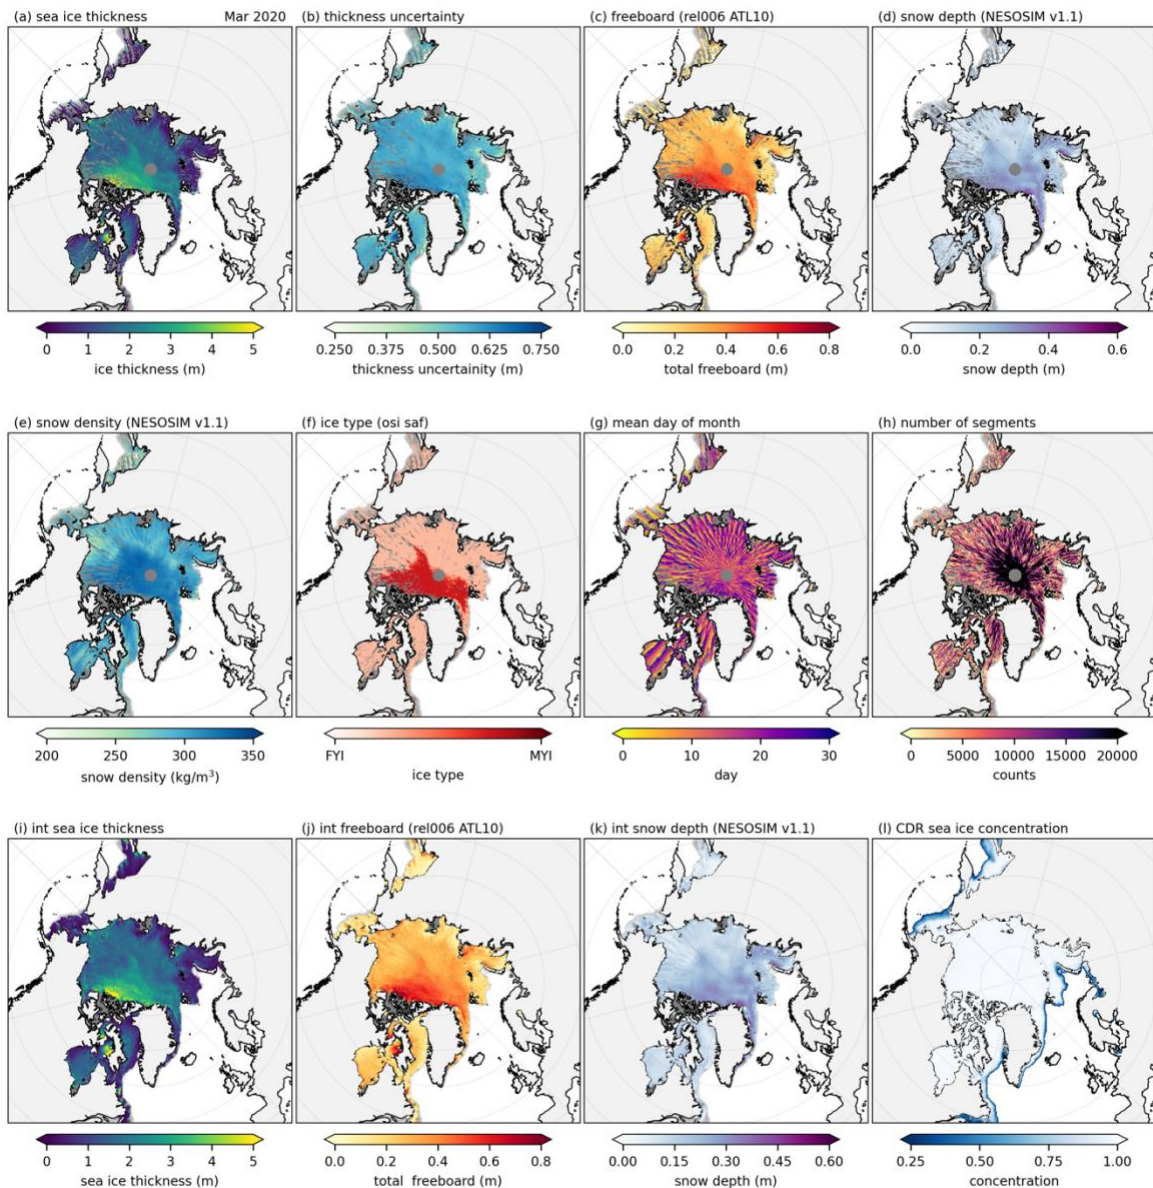 (a) sea ice thickness Mar 2020 (b) thickness uncertainty (c) freeboard (rel006 ATL10) (d) snow depth (NESOSIM v1.1)
0 1 2 3 4 5 0.250 0.375 0.500 0.625 0.750 0.0 0.2 0.4 0.6 0.8 0.0 0.2 0.4 0.6
ice thickness (m) thickness uncertainity (m) total freeboard (m) snow depth (m)
(e) snow density (NESOSIM v1.1) (f) ice type (osi saf) (g) mean day of month (h) number of segments
200 250 300 350 FYI MYI 0 10 20 30 0 5000 10000 15000 20000
snow density (kg/m³) ice type day counts
(i) int sea ice thickness (j) int freeboard (rel006 ATL10) (k) int snow depth (NESOSIM v1.1) (l) CDR sea ice concentration
0 1 2 3 4 5 0.0 0.2 0.4 0.6 0.8 0.00 0.15 0.30 0.45 0.60 0.25 0.50 0.75 1.00
sea ice thickness (m) total freeboard (m) snow depth (m) concentration